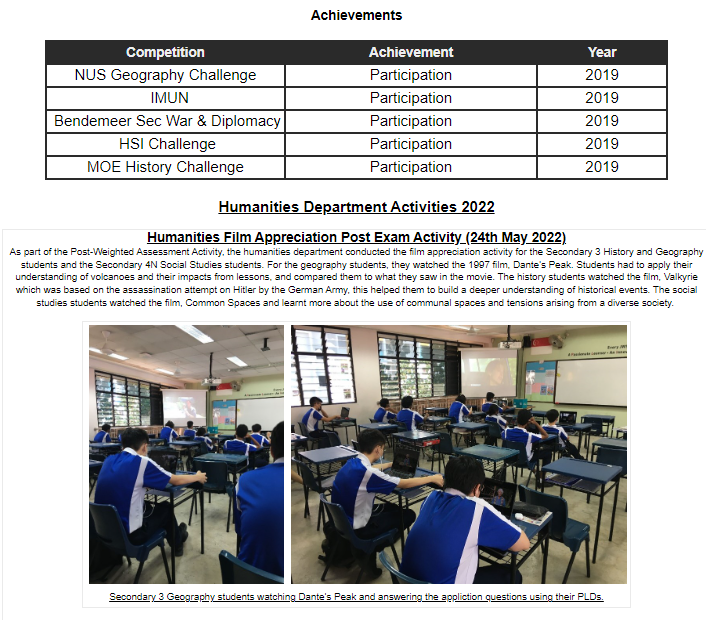 Achievements
Competition Achievement Year
NUS Geography Challenge Participation 2019
IMUN Participation 2019
Bendemeer Sec War & Diplomacy Participation 2019
HSI Challenge Participation 2019
MOE History Challenge Participation 2019
Humanities Department Activities 2022
Humanities Film Appreciation Post Exam Activity (24th May 2022)
As part of the Post-Weighted Assessment Activity, the humanities department conducted the film appreciation activity for the Secondary 3 History and Geography
students and the Secondary 4N Social Studies students. For the geography students, they watched the 1997 film, Dante's Peak. Students had to apply their
understanding of volcanoes and their impacts from lessons, and compared them to what they saw in the movie. The history students watched the film, Valkyrie
which was based on the assassination attempt on Hitler by the German Army, this helped them to build a deeper understanding of historical events. The social
studies students watched the film, Common Spaces and learnt more about the use of communal spaces and tensions arising from a diverse society.
Secondary 3 Geography students watching Dante's Peak and answering the appliction questions using their PLDs.